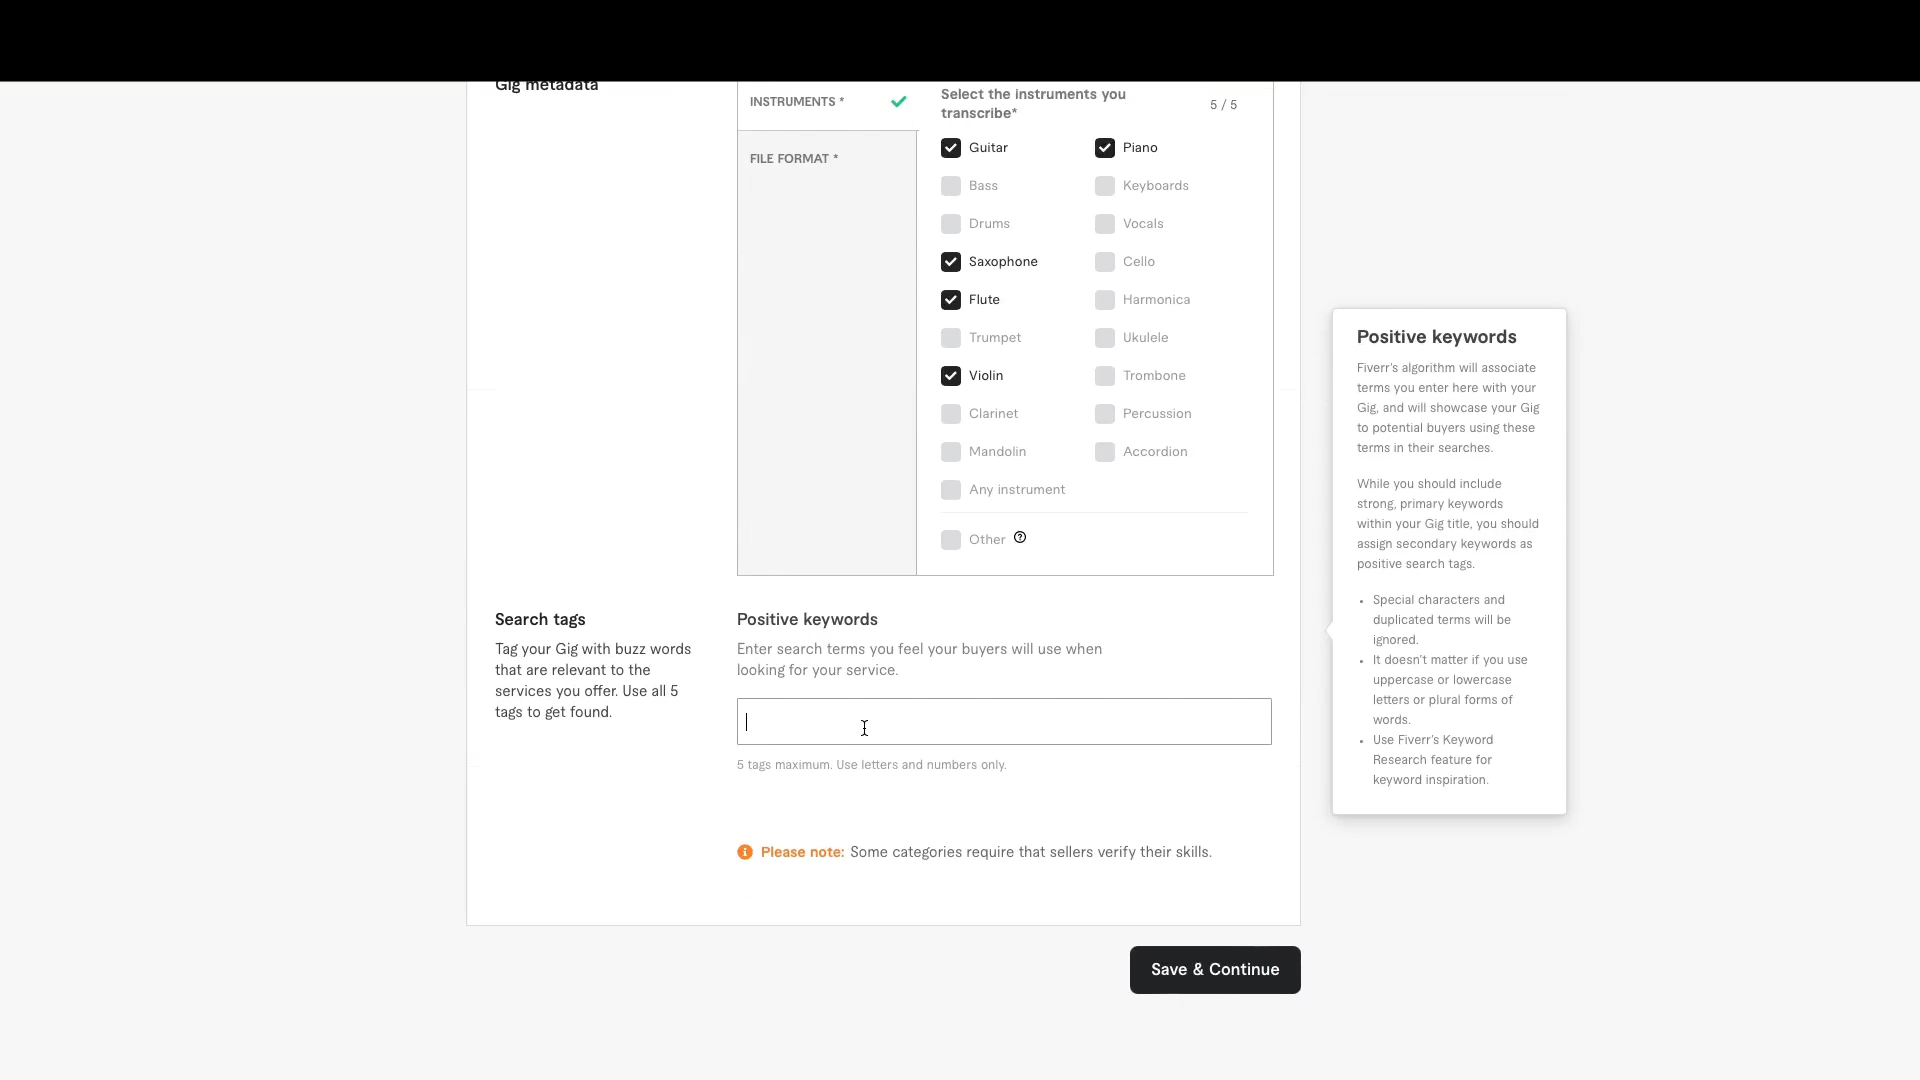 Gig metadata
INSTRUMENTS *
Select the instruments you
transcribe*
5 / 5
FILE FORMAT *
Guitar
Piano
Bass
Keyboards
Drums
Vocals
Saxophone
Cello
Flute
Harmonica
Trumpet
Ukulele
Violin
Trombone
Clarinet
Percussion
Mandolin
Accordion
Any instrument
Other
Search tags
Tag your Gig with buzz words
that are relevant to the
services you offer. Use all 5
tags to get found.
Positive keywords
Enter search terms you feel your buyers will use when
looking for your service.
5 tags maximum. Use letters and numbers only.
Please note: Some categories require that sellers verify their skills.
Save & Continue
Positive keywords
Fiverr's algorithm will associate
terms you enter here with your
Gig, and will showcase your Gig
to potential buyers using these
terms in their searches.
While you should include
strong, primary keywords
within your Gig title, you should
assign secondary keywords as
positive search tags.
• Special characters and
duplicated terms will be
ignored.
• It doesn't matter if you use
uppercase or lowercase
letters or plural forms of
words.
• Use Fiverr's Keyword
Research feature for
keyword inspiration.